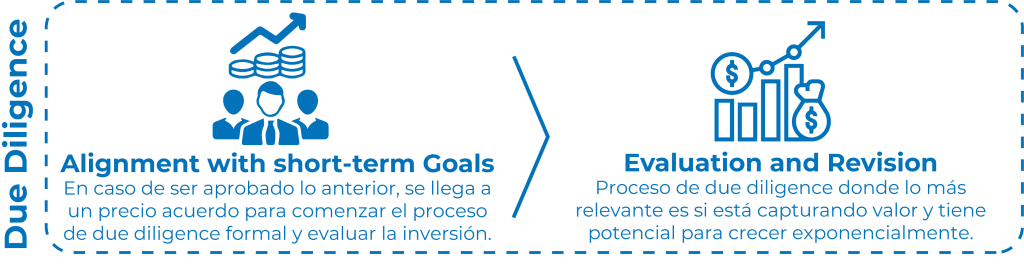 Due Diligence
Alignment with short-term Goals
En caso de ser aprobado lo anterior, se llega a
un precio acuerdo para comenzar el proceso
de due diligence formal y evaluar la inversión.
$
$
Evaluation and Revision
Proceso de due diligence donde lo más
relevante es si está capturando valor y tiene
potencial para crecer exponencialmente.